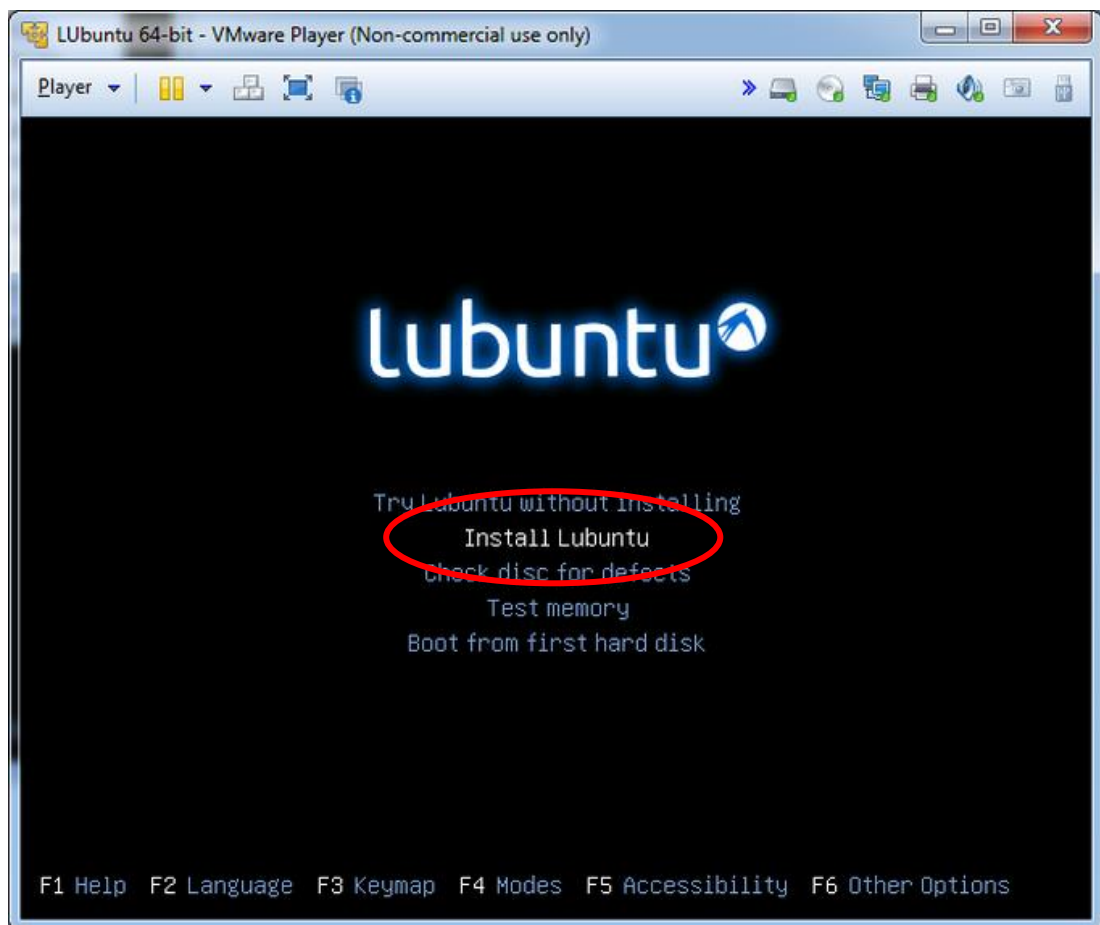 LUbuntu 64-bit - VMware Player (Non-commercial use only)
Player
lubuntu
Try Lubuntu without installing
Install Lubuntu
Check disc for defects
Test memory
Boot from first hard disk
F1 Help F2 Language F3 Keymap F4 Modes F5 Accessibility F6 Other Options